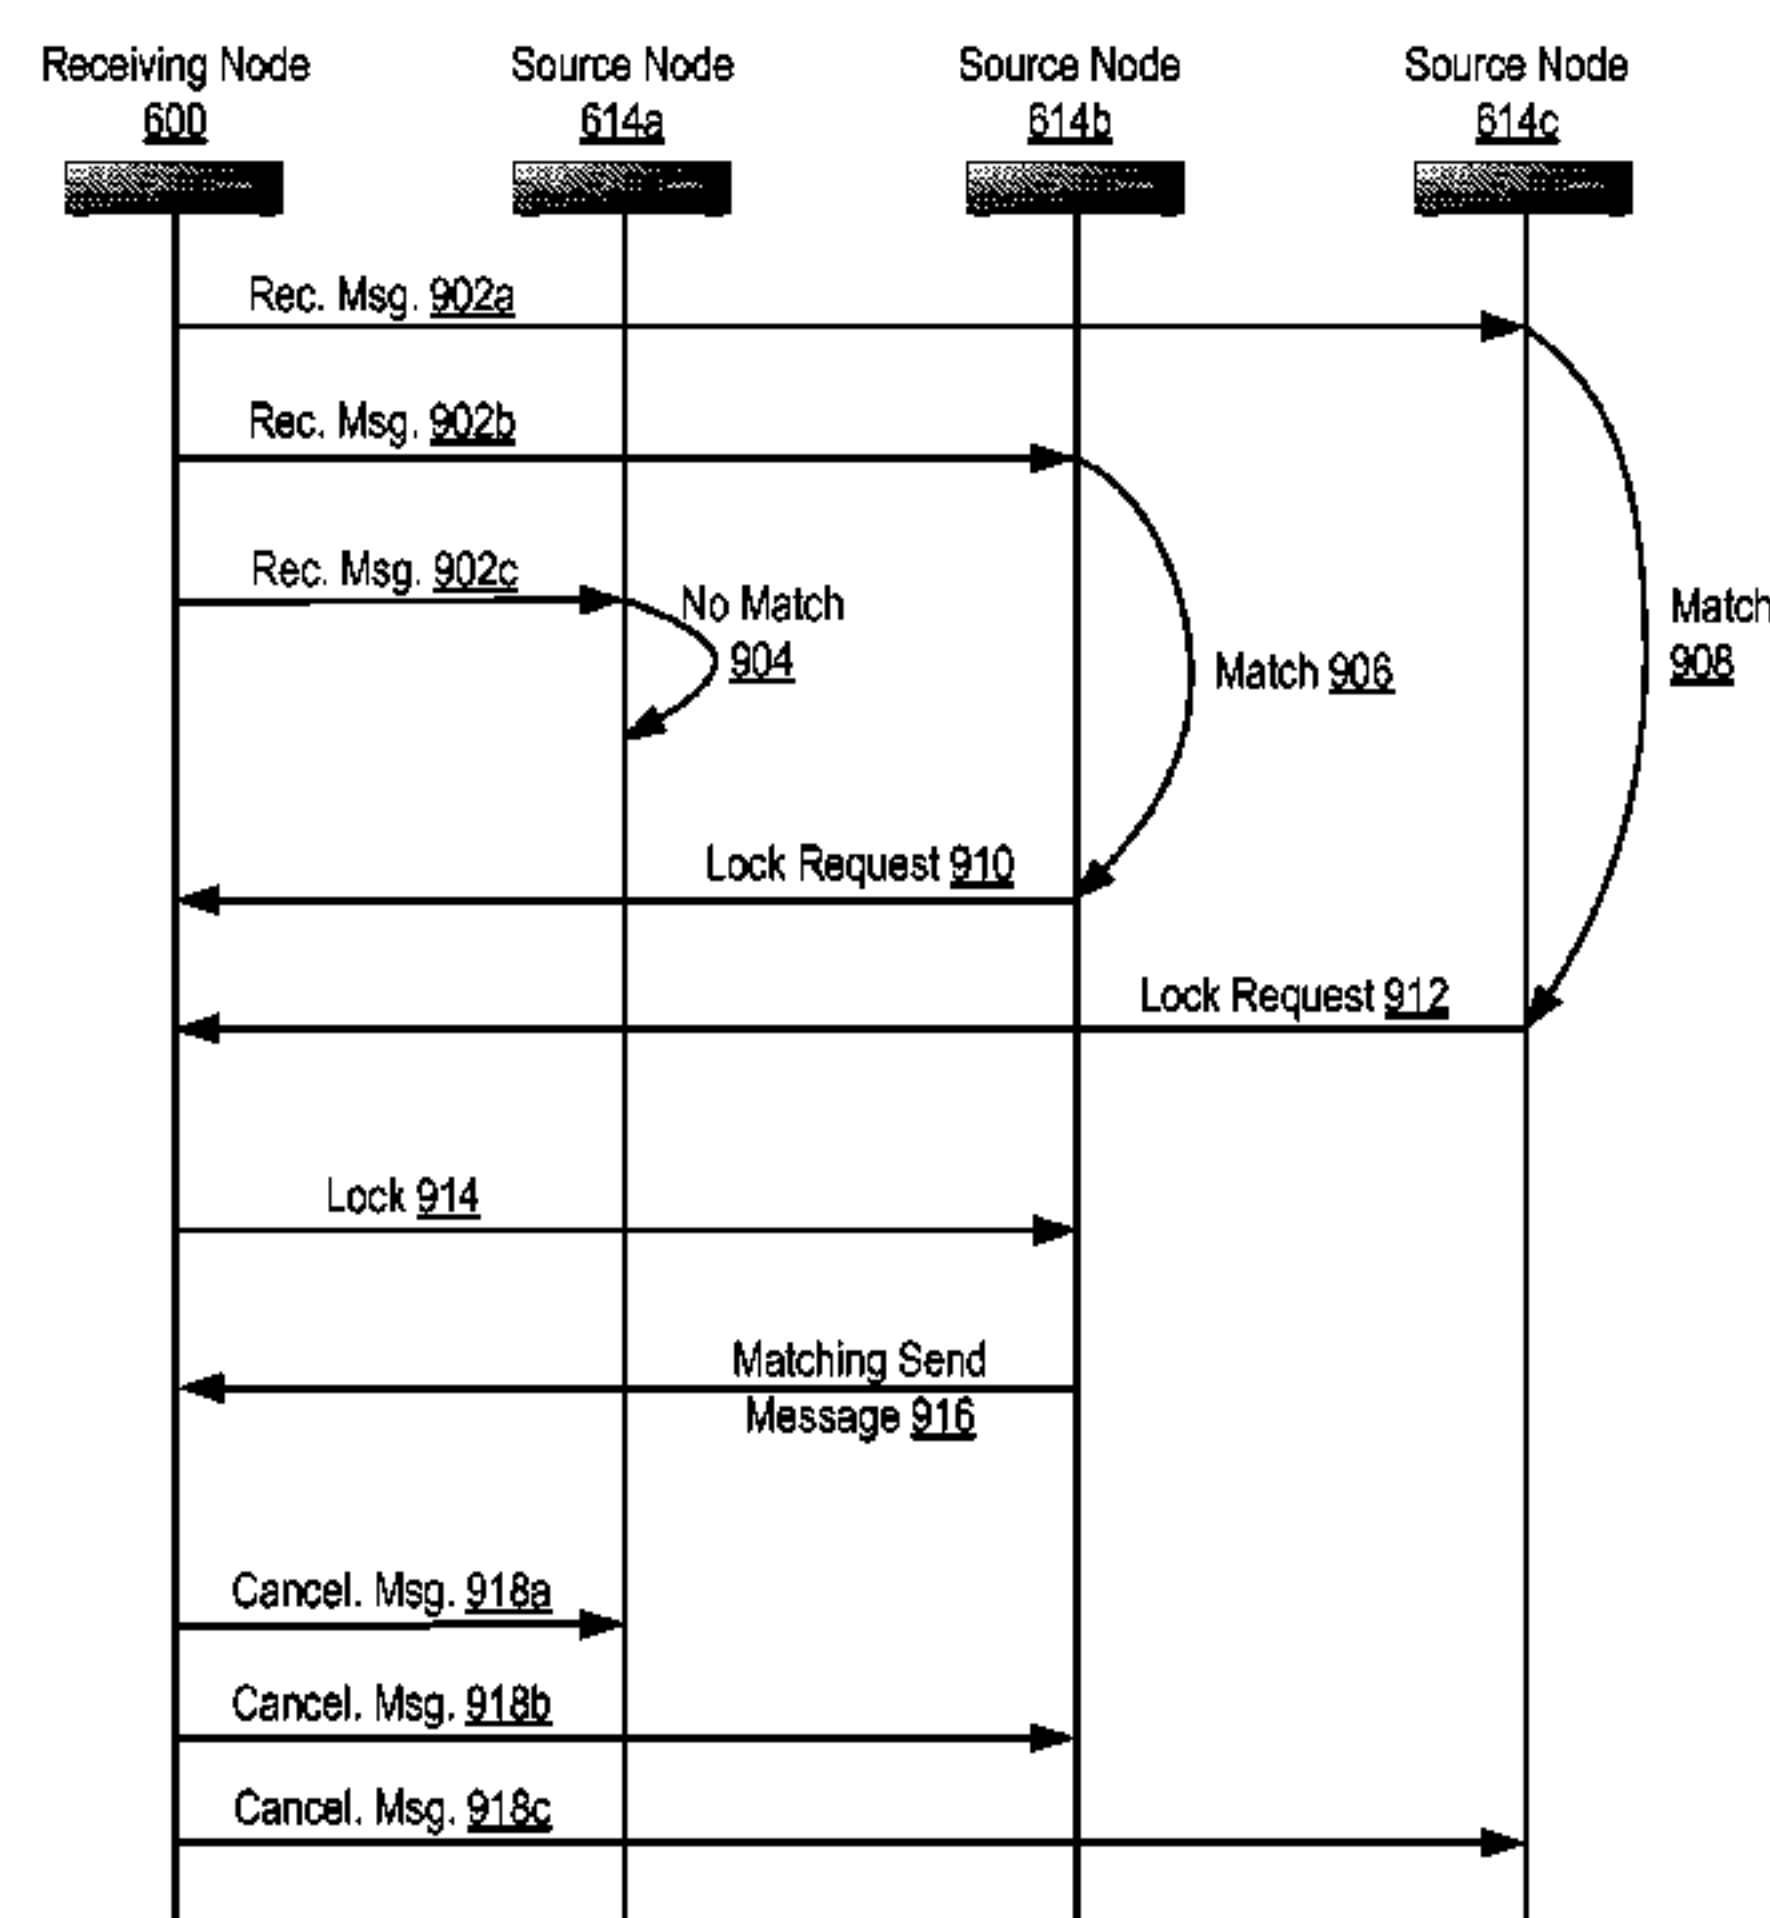 Receiving Node
600
Source Node
614a
Source Node
614b
Source Node
614c
Rec. Msg. 902a
Rec. Msg. 902b
Rec. Msg. 902c
No Match
904
Match 906
Match
908
Lock Request 910
Lock Request 912
Lock 914
Matching Send
Message 916
Cancel. Msg. 918a
Cancel. Msg. 918b
Cancel. Msg. 918c